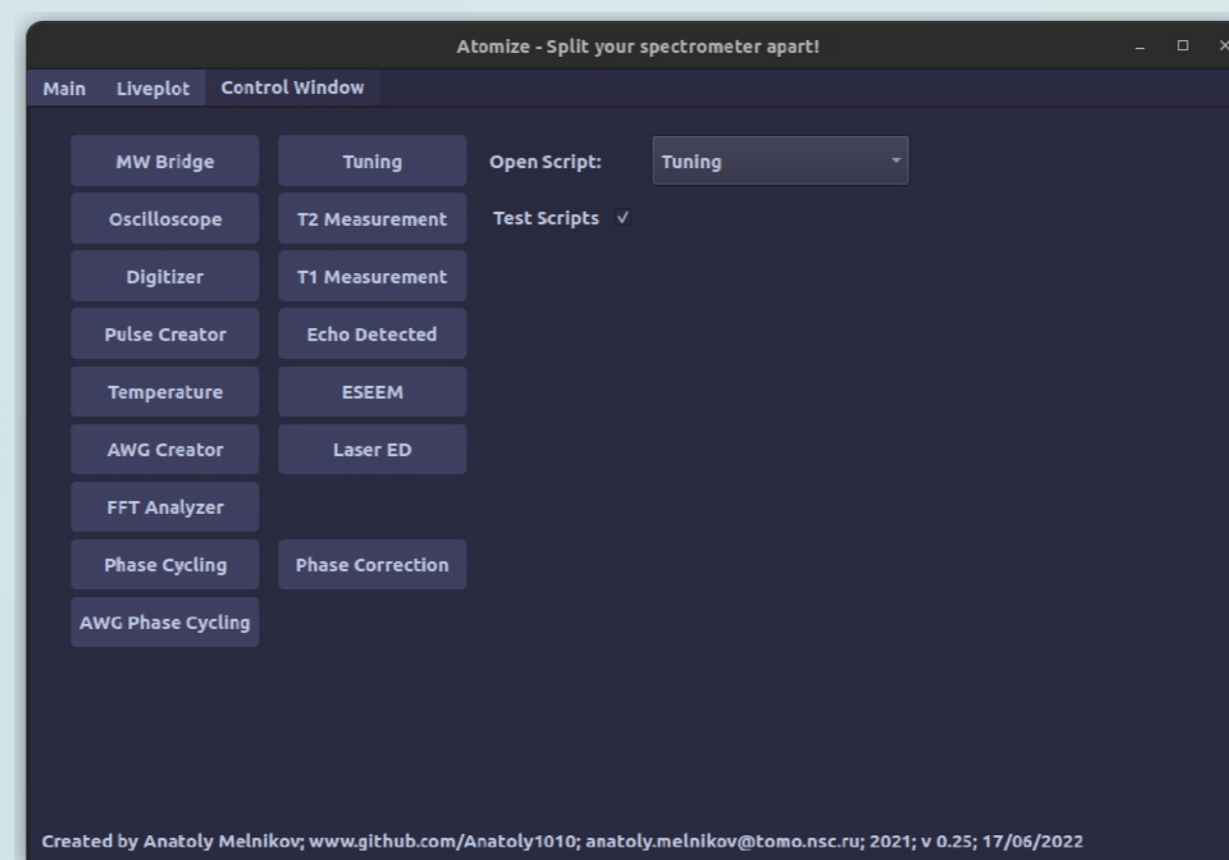 Atomize - Split your spectrometer apart!
Main Liveplot Control Window
MW Bridge Tuning Open Script: Tuning
Oscilloscope T2 Measurement Test Scripts ✓
Digitizer T1 Measurement
Pulse Creator Echo Detected
Temperature ESEEM
AWG Creator Laser ED
FFT Analyzer
Phase Cycling Phase Correction
AWG Phase Cycling
Created by Anatoly Melnikov; www.github.com/Anatoly1010; anatoly.melnikov@tomo.nsc.ru; 2021; v 0.25; 17/06/2022